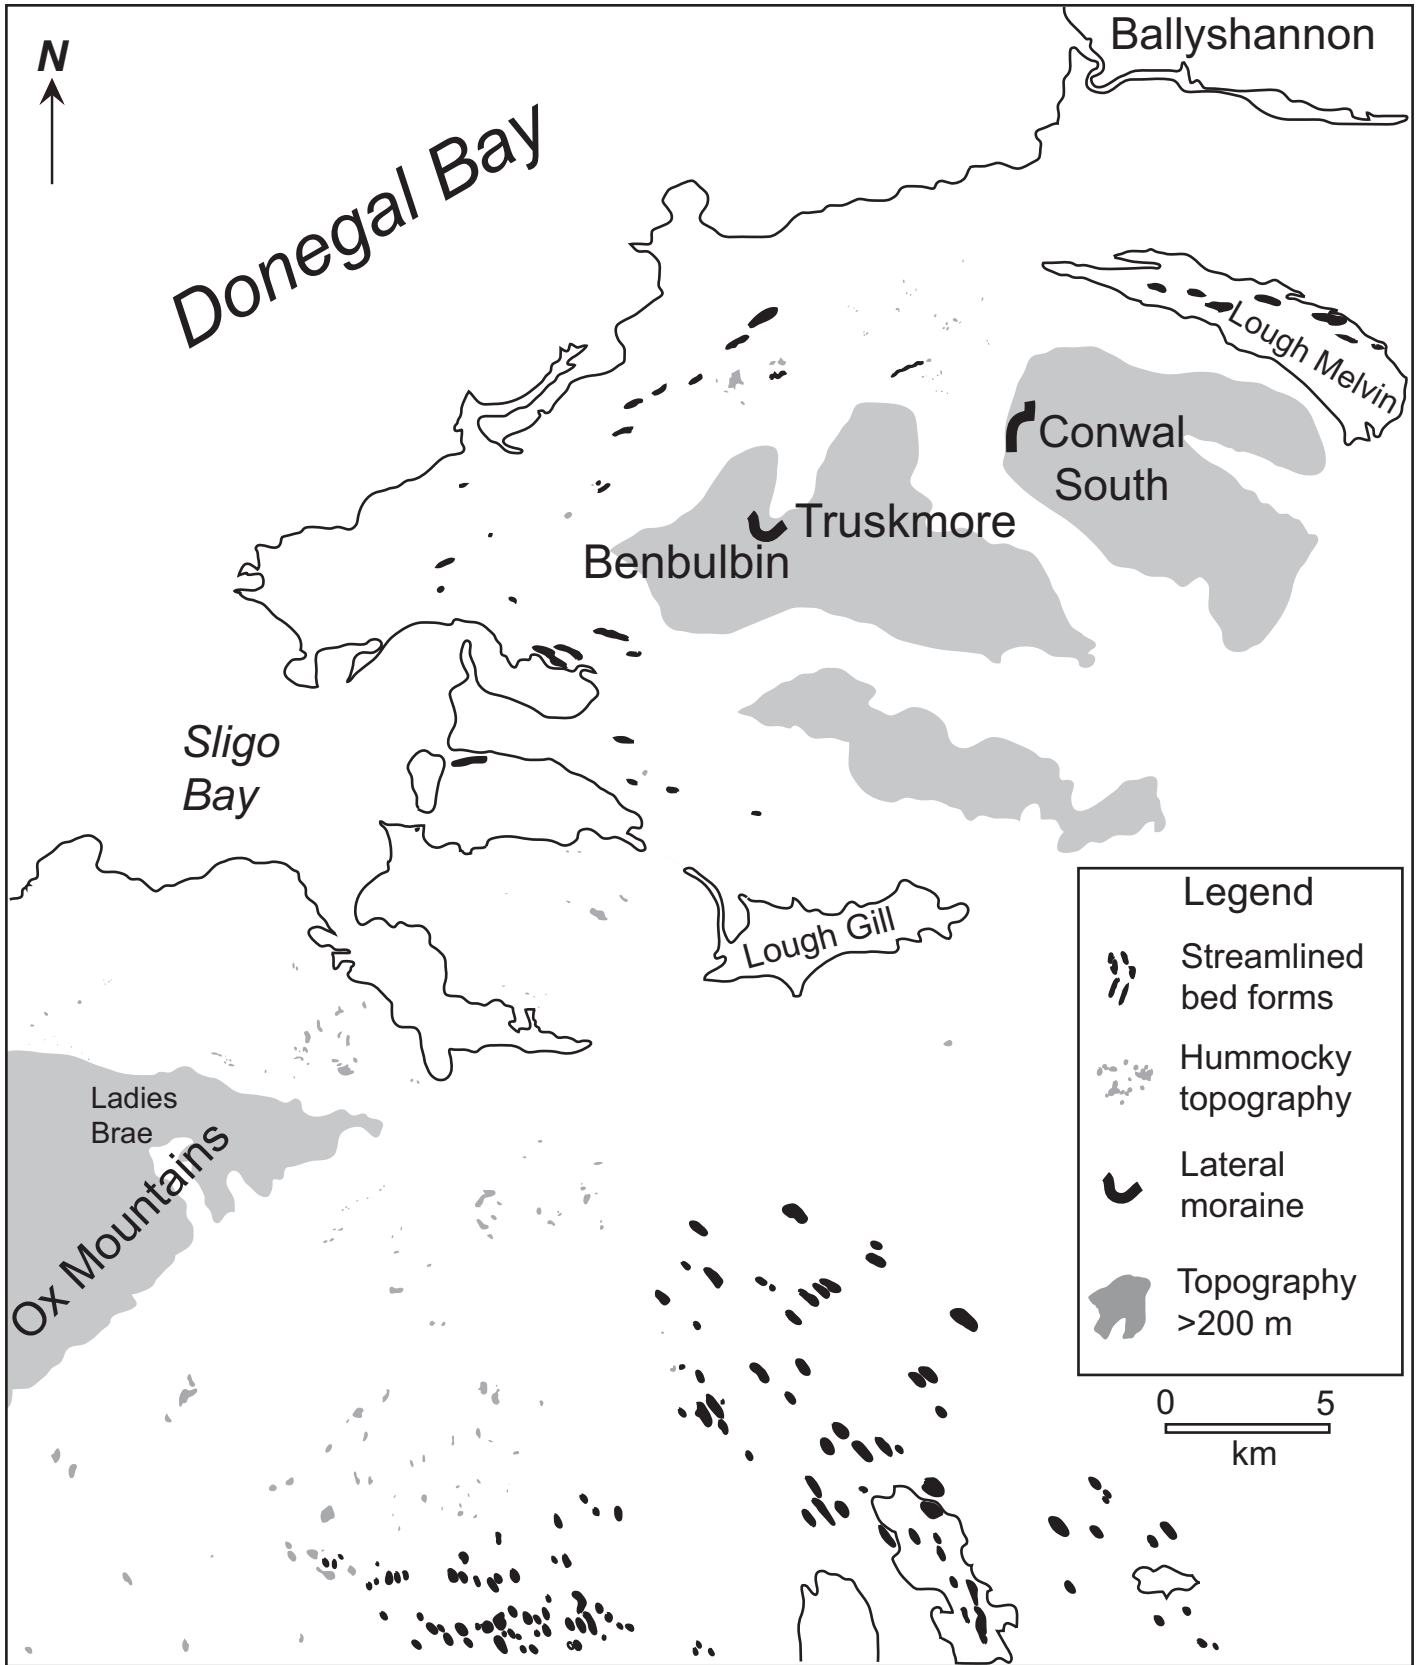 Ballyshannon
N
Donegal Bay
Lough Melvin
Conwal
South
Truskmore
Benbulbin
Sligo
Bay
Lough Gill
Ladies
Brae
Ox Mountains
Legend
Streamlined
bed forms
Hummocky
topography
Lateral
moraine
Topography
>200 m
0 5
km